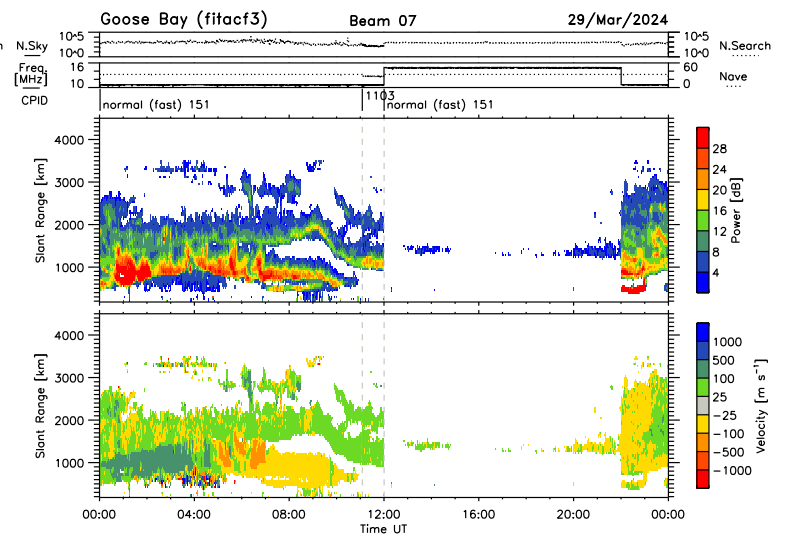 Goose Bay (fitacf3) Beam 07 29/Mar/2024
n N.Sky 10^5 10^5 N.Search
10^0 10^0
Freq. 16 60
[MHz] 10 0 Nave
CPID normal (fast) 151 1103 normal (fast) 151
Slant Range [km]
4000
3000
2000
1000
Power [dB]
28
24
20
16
12
8
4
Slant Range [km]
4000
3000
2000
1000
Velocity [m s⁻¹]
1000
500
100
25
−25
−100
−500
−1000
00:00 04:00 08:00 12:00 16:00 20:00 00:00
Time UT